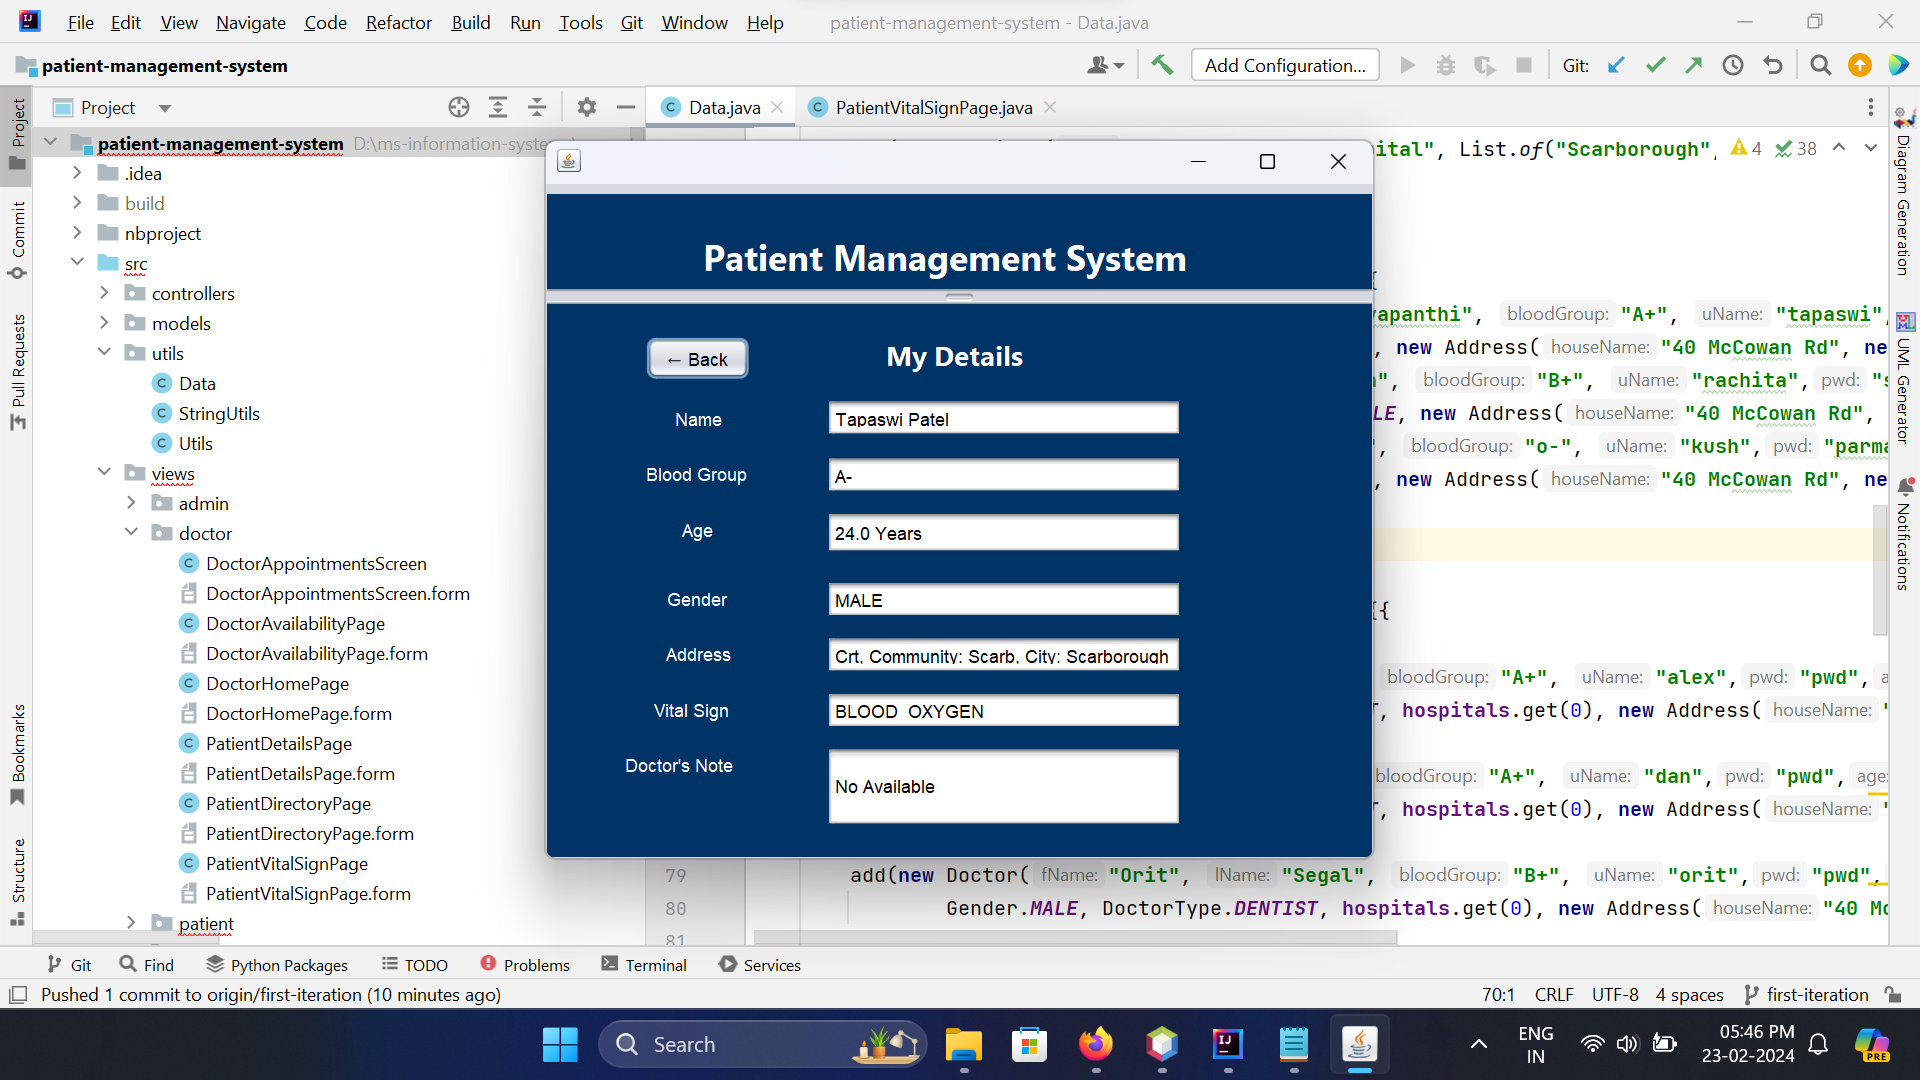 File Edit View Navigate Code Refactor Build Run Tools Git Window Help patient-management-system - Data.java
patient-management-system Add Configuration... Git:
Project Data.java PatientVitalSignPage.java
patient-management-system D:\ms-information-syste
.idea
build
nbproject
src
controllers
models
utils
Data
StringUtils
Utils
views
admin
doctor
DoctorAppointmentsScreen
DoctorAppointmentsScreen.form
DoctorAvailabilityPage
DoctorAvailabilityPage.form
DoctorHomePage
DoctorHomePage.form
PatientDetailsPage
PatientDetailsPage.form
PatientDirectoryPage
PatientDirectoryPage.form
PatientVitalSignPage
PatientVitalSignPage.form
patient
Project
Commit
Pull Requests
Bookmarks
Structure
Patient Management System
← Back My Details
Name Tapaswi Patel
Blood Group A-
Age 24.0 Years
Gender MALE
Address Crt, Community: Scarb, City: Scarborough
Vital Sign BLOOD OXYGEN
Doctor's Note No Available
ital", List.of("Scarborough", 4 38
{
yapanthi", bloodGroup: "A+", uName: "tapaswi",
, new Address( houseName: "40 McCowan Rd", ne
", bloodGroup: "B+", uName: "rachita", pwd: "s
LE, new Address( houseName: "40 McCowan Rd",
", bloodGroup: "o-", uName: "kush", pwd: "parma
, new Address( houseName: "40 McCowan Rd", ne
{{
bloodGroup: "A+", uName: "alex", pwd: "pwd", a
, hospitals.get(0), new Address( houseName: "
bloodGroup: "A+", uName: "dan", pwd: "pwd", age:
, hospitals.get(0), new Address( houseName: "
79 add(new Doctor( fName: "Orit", lName: "Segal", bloodGroup: "B+", uName: "orit", pwd: "pwd",
80 Gender.MALE, DoctorType.DENTIST, hospitals.get(0), new Address( houseName: "40 Mc
81
Diagram Generation
UML Generator
Notifications
Git Find Python Packages TODO Problems Terminal Services
Pushed 1 commit to origin/first-iteration (10 minutes ago) 70:1 CRLF UTF-8 4 spaces first-iteration
Search
ENG
IN
05:46 PM
23-02-2024
PRE